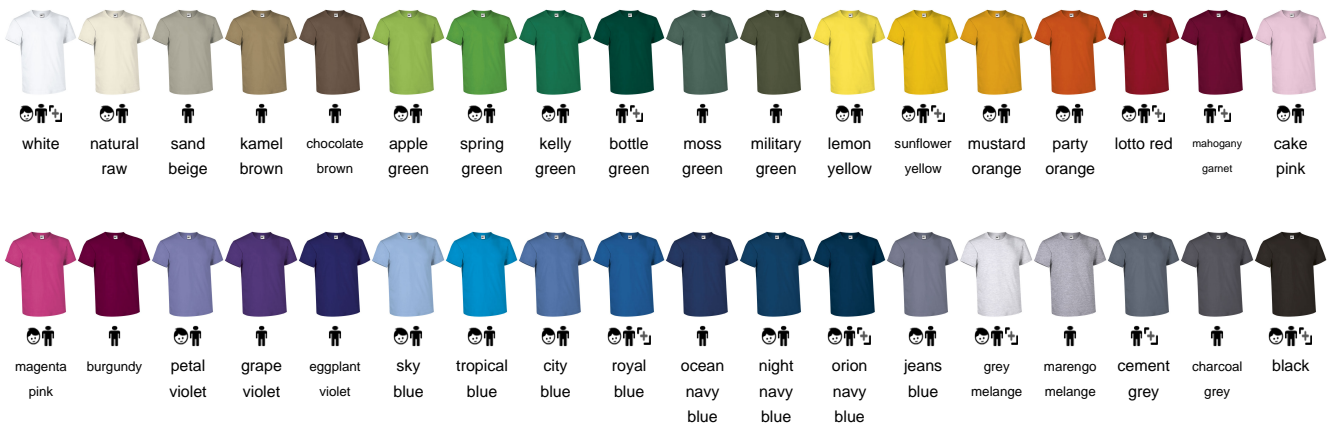 white
natural
raw
sand
beige
kamel
brown
chocolate
brown
apple
green
spring
green
kelly
green
bottle
green
moss
green
military
green
lemon
yellow
sunflower
yellow
mustard
orange
party
orange
lotto red
mahogany
garnet
cake
pink
magenta
pink
burgundy
petal
violet
grape
violet
eggplant
violet
sky
blue
tropical
blue
city
blue
royal
blue
ocean
navy
blue
night
navy
blue
orion
navy
blue
jeans
blue
grey
melange
marengo
melange
cement
grey
charcoal
grey
black